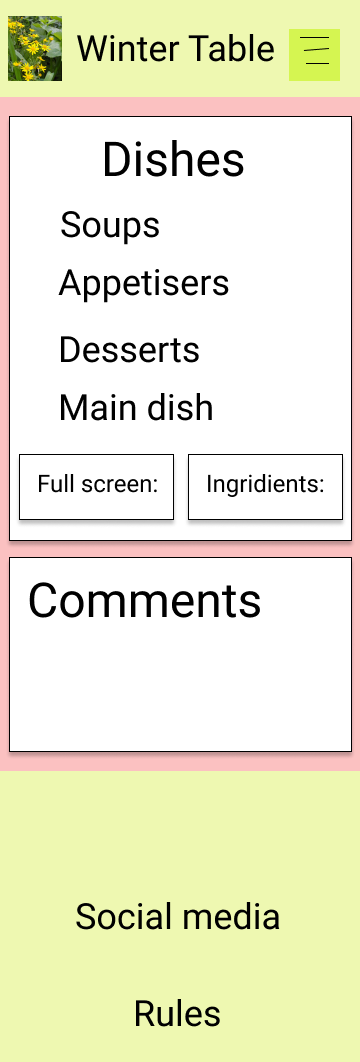 Winter Table
Dishes
Soups
Appetisers
Desserts
Main dish
Full screen:
Ingridients:
Comments
Social media
Rules